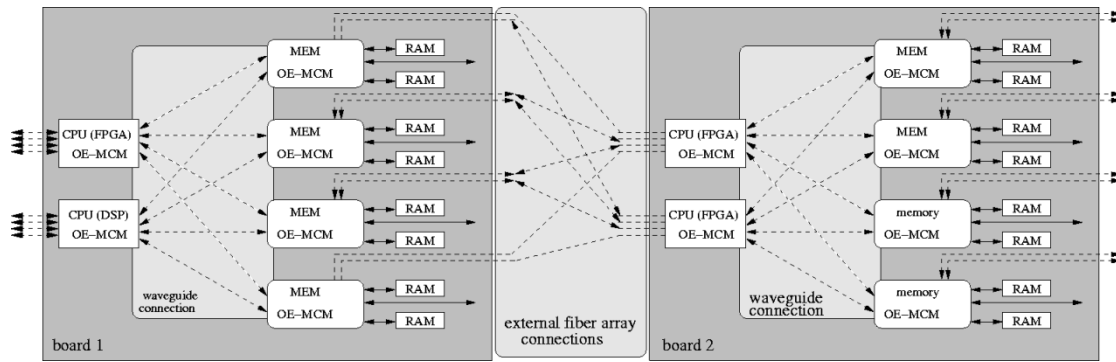 MEM
OE-MCM
RAM
RAM
CPU (FPGA)
OE-MCM
MEM
OE-MCM
RAM
RAM
CPU (DSP)
OE-MCM
MEM
OE-MCM
RAM
RAM
MEM
OE-MCM
RAM
RAM
waveguide
connection
board 1
external fiber array
connections
MEM
OE-MCM
RAM
RAM
CPU (FPGA)
OE-MCM
MEM
OE-MCM
RAM
RAM
CPU (FPGA)
OE-MCM
memory
OE-MCM
RAM
RAM
memory
OE-MCM
RAM
RAM
waveguide
connection
board 2